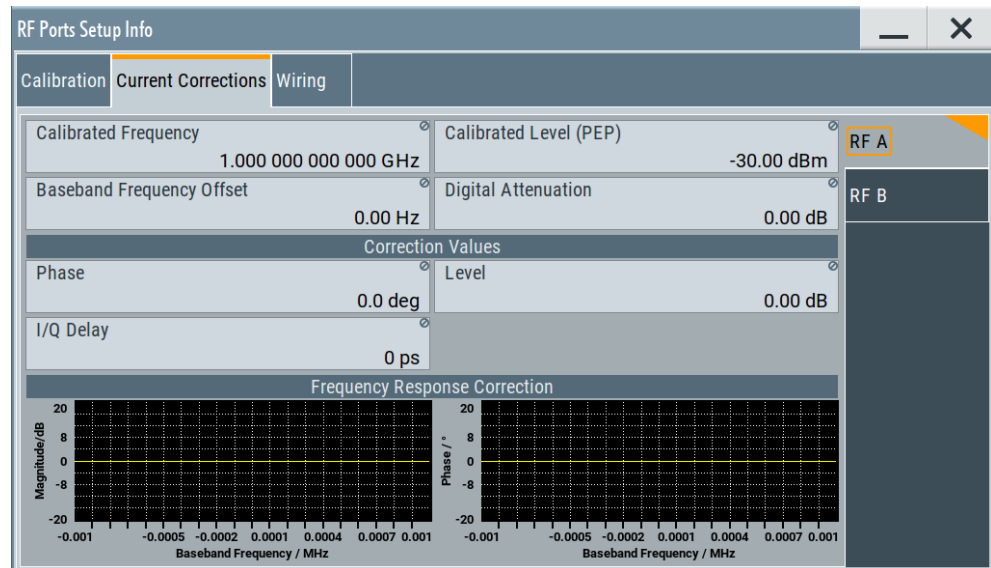 RF Ports Setup Info
Calibration Current Corrections Wiring
Calibrated Frequency
1.000 000 000 000 GHz
Calibrated Level (PEP)
-30.00 dBm
RF A
Baseband Frequency Offset
0.00 Hz
Digital Attenuation
0.00 dB
RF B
Correction Values
Phase
0.0 deg
Level
0.00 dB
I/Q Delay
0 ps
Frequency Response Correction
Magnitude/dB
20
8
0
-8
-20
-0.001 -0.0005 -0.0002 0.0001 0.0004 0.0007 0.001
Baseband Frequency / MHz
Phase / °
20
8
0
-8
-20
-0.001 -0.0005 -0.0002 0.0001 0.0004 0.0007 0.001
Baseband Frequency / MHz